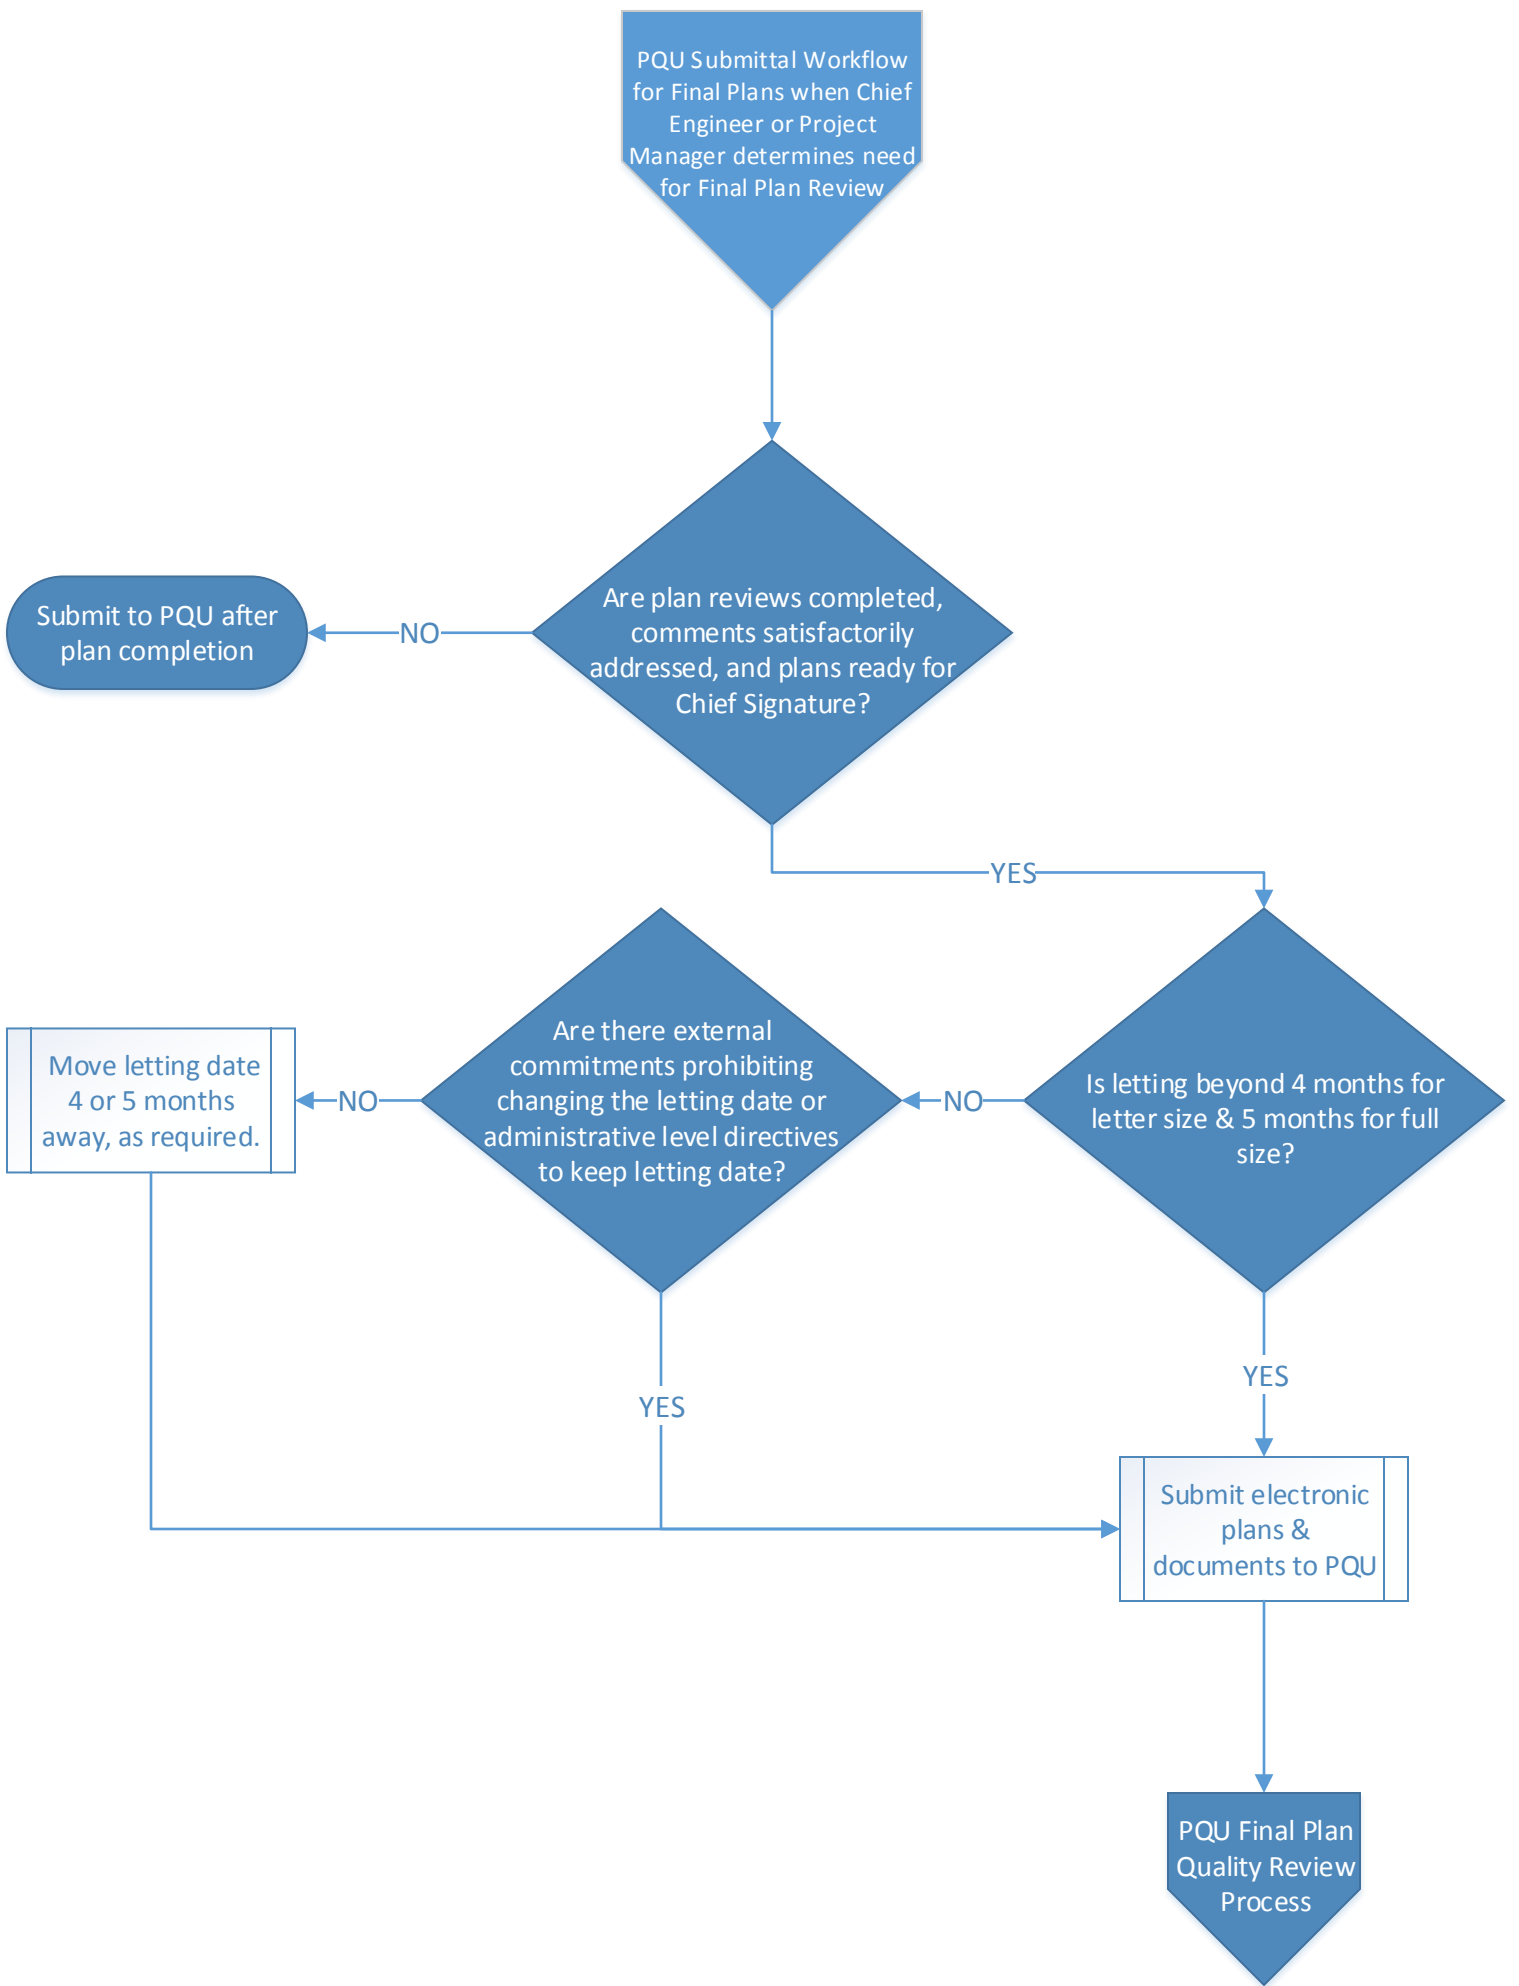 PQU Submittal Workflow
for Final Plans when Chief
Engineer or Project
Manager determines need
for Final Plan Review
Are plan reviews completed,
comments satisfactorily
addressed, and plans ready for
Chief Signature?
NO
Submit to PQU after
plan completion
YES
Is letting beyond 4 months for
letter size & 5 months for full
size?
NO
Are there external
commitments prohibiting
changing the letting date or
administrative level directives
to keep letting date?
NO
Move letting date
4 or 5 months
away, as required.
YES
YES
Submit electronic
plans &
documents to PQU
PQU Final Plan
Quality Review
Process